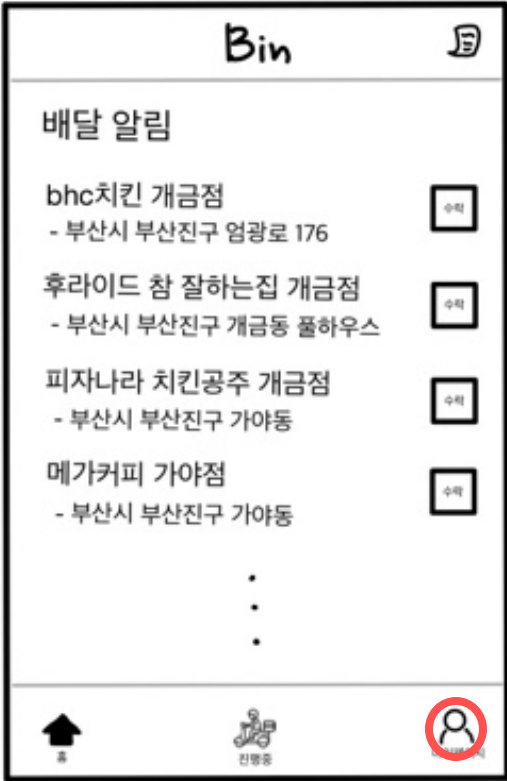 Bin
배달 알림
bhc치킨 개금점
- 부산시 부산진구 엄광로 176
수락
후라이드 참 잘하는집 개금점
- 부산시 부산진구 개금동 풀하우스
수락
피자나라 치킨공주 개금점
- 부산시 부산진구 가야동
수락
메가커피 가야점
- 부산시 부산진구 가야동
수락
홈
진행중